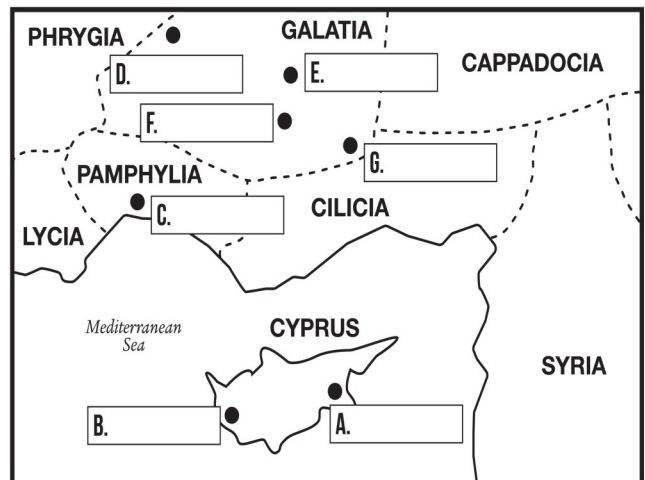 PHRYGIA
GALATIA
CAPPADOCIA
D.
E.
F.
G.
PAMPHYLIA
C.
CILICIA
LYCIA
Mediterranean
Sea
CYPRUS
SYRIA
B.
A.